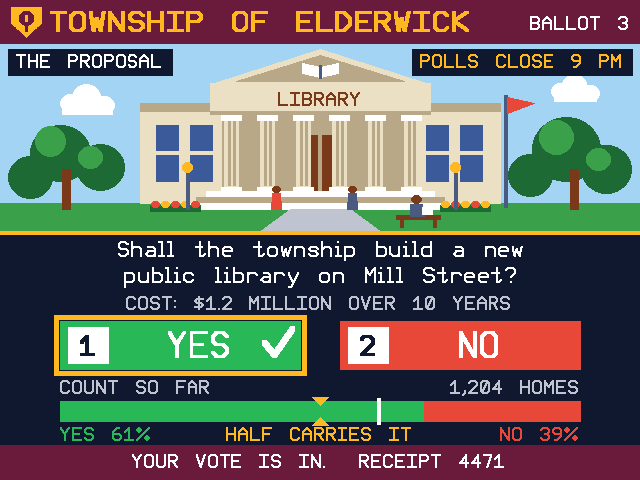 TOWNSHIP OF ELDERWICK
BALLOT 3
THE PROPOSAL
POLLS CLOSE 9 PM
LIBRARY
Shall the township build a new
public library on Mill Street?
COST: $1.2 MILLION OVER 10 YEARS
1 YES
2 NO
COUNT SO FAR
1,204 HOMES
YES 61%
HALF CARRIES IT
NO 39%
YOUR VOTE IS IN. RECEIPT 4471